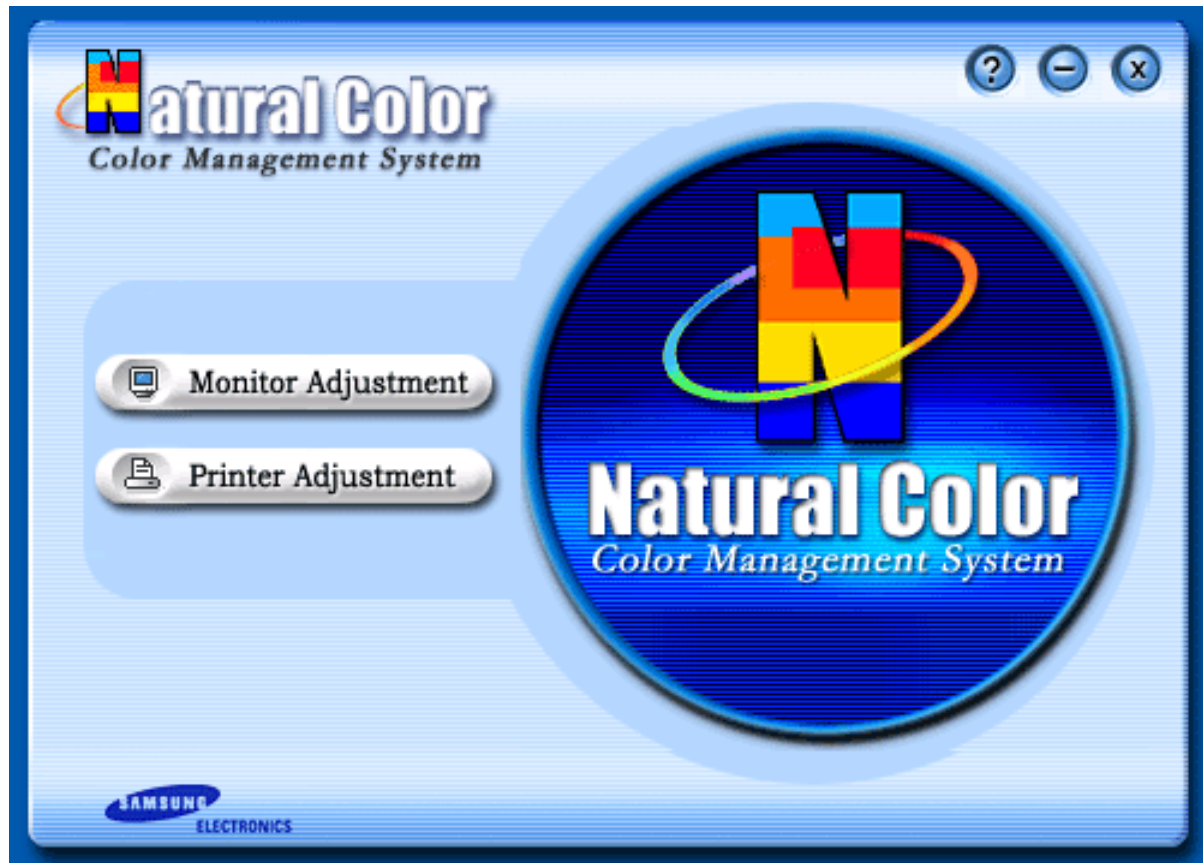 Natural Color
Color Management System
? – x
Monitor Adjustment
Printer Adjustment
N
Natural Color
Color Management System
SAMSUNG
ELECTRONICS